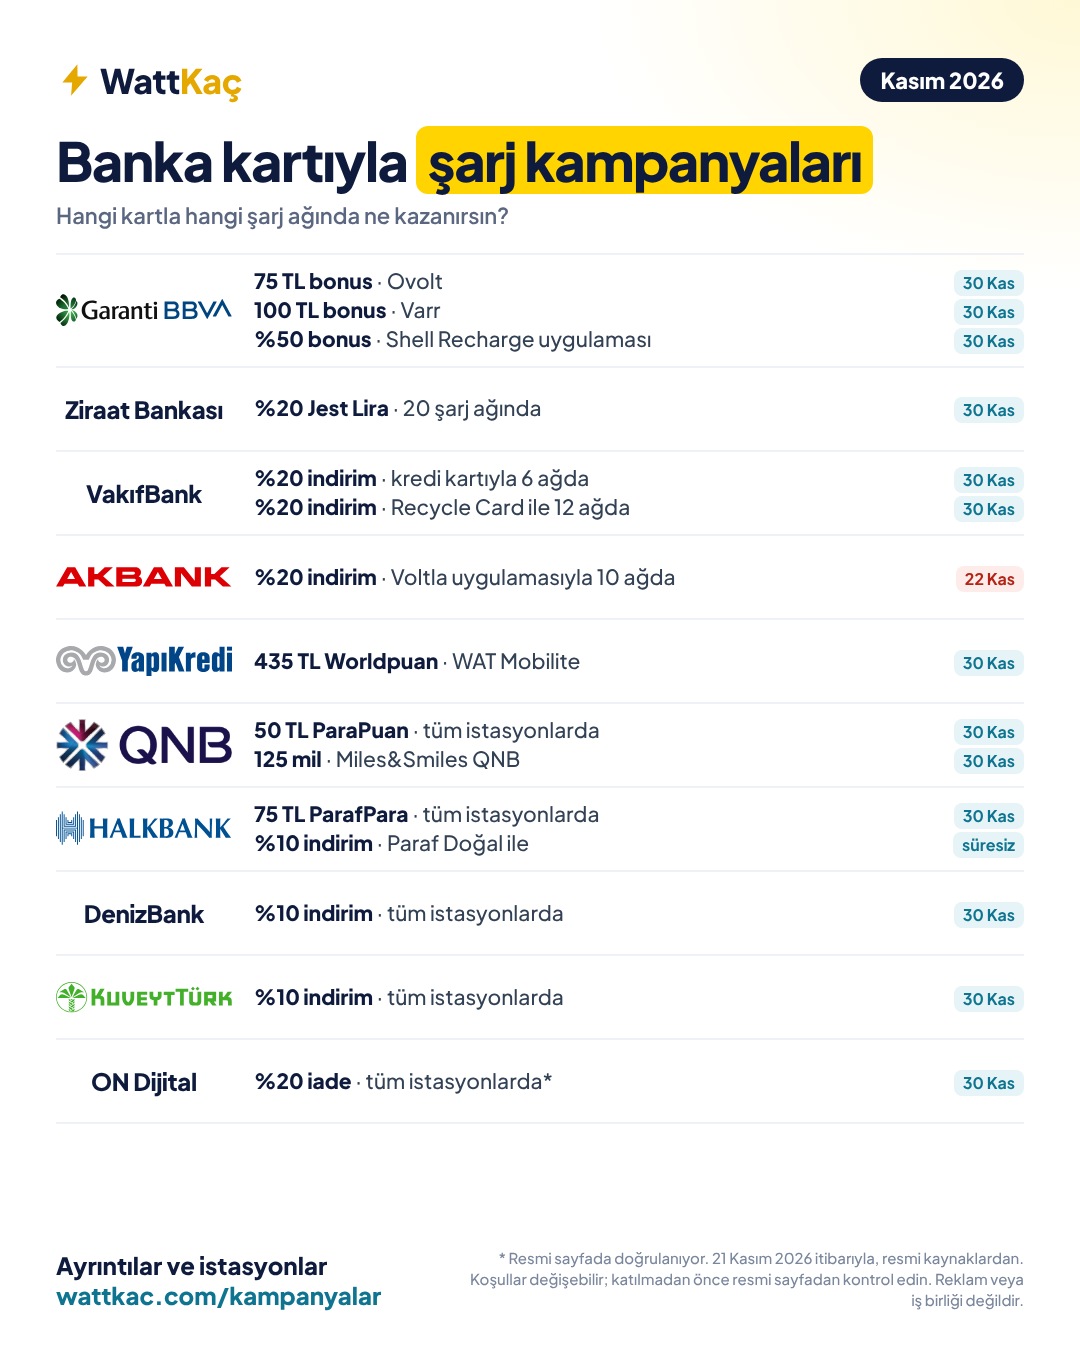 WattKaç
Kasım 2026
Banka kartıyla şarj kampanyaları
Hangi kartla hangi şarj ağında ne kazanırsın?
Garanti BBVA
75 TL bonus · Ovolt 30 Kas
100 TL bonus · Varr 30 Kas
%50 bonus · Shell Recharge uygulaması 30 Kas
Ziraat Bankası %20 Jest Lira · 20 şarj ağında 30 Kas
VakıfBank
%20 indirim · kredi kartıyla 6 ağda 30 Kas
%20 indirim · Recycle Card ile 12 ağda 30 Kas
AKBANK %20 indirim · Voltla uygulamasıyla 10 ağda 22 Kas
YapıKredi 435 TL Worldpuan · WAT Mobilite 30 Kas
QNB
50 TL ParaPuan · tüm istasyonlarda 30 Kas
125 mil · Miles&Smiles QNB 30 Kas
HALKBANK
75 TL ParafPara · tüm istasyonlarda 30 Kas
%10 indirim · Paraf Doğal ile süresiz
DenizBank %10 indirim · tüm istasyonlarda 30 Kas
KUVEYT TÜRK %10 indirim · tüm istasyonlarda 30 Kas
ON Dijital %20 iade · tüm istasyonlarda* 30 Kas
Ayrıntılar ve istasyonlar
wattkac.com/kampanyalar
* Resmi sayfada doğrulanıyor. 21 Kasım 2026 itibarıyla, resmi kaynaklardan.
Koşullar değişebilir; katılmadan önce resmi sayfadan kontrol edin. Reklam veya
iş birliği değildir.